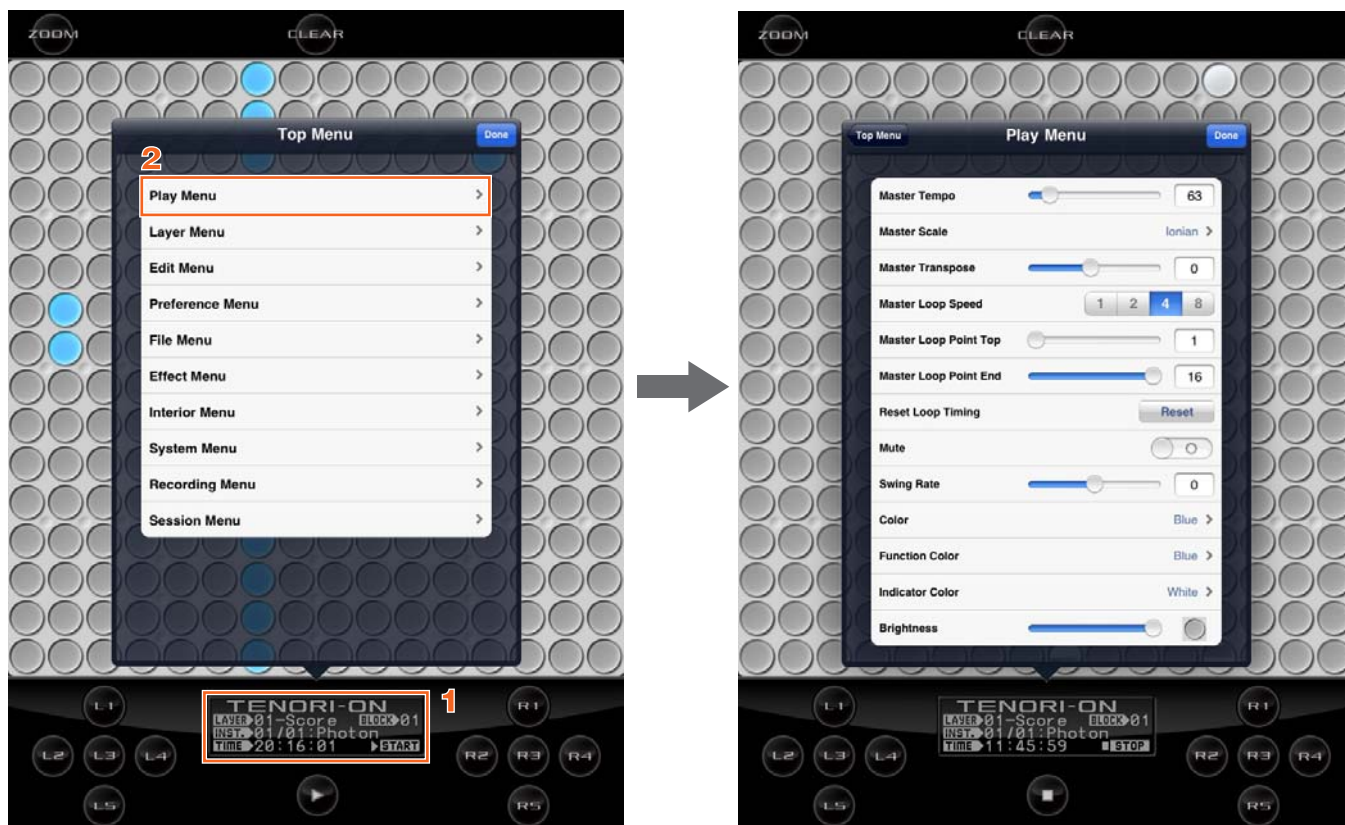 ZOOM
CLEAR
Top Menu
Done
2
Play Menu
Layer Menu
Edit Menu
Preference Menu
File Menu
Effect Menu
Interior Menu
System Menu
Recording Menu
Session Menu
1
L1
L2
L3
L4
L5
TENORI-ON
LAYER 01-Score BLOCK 01
INST. 01/01:Photon
TIME 20:16:01 START
R1
R2
R3
R4
R5
ZOOM
CLEAR
Top Menu
Play Menu
Done
Master Tempo 63
Master Scale Ionian
Master Transpose 0
Master Loop Speed 1 2 4 8
Master Loop Point Top 1
Master Loop Point End 16
Reset Loop Timing Reset
Mute
Swing Rate 0
Color Blue
Function Color Blue
Indicator Color White
Brightness
L1
L2
L3
L4
L5
TENORI-ON
LAYER 01-Score BLOCK 01
INST. 01/01:Photon
TIME 11:45:59 STOP
R1
R2
R3
R4
R5